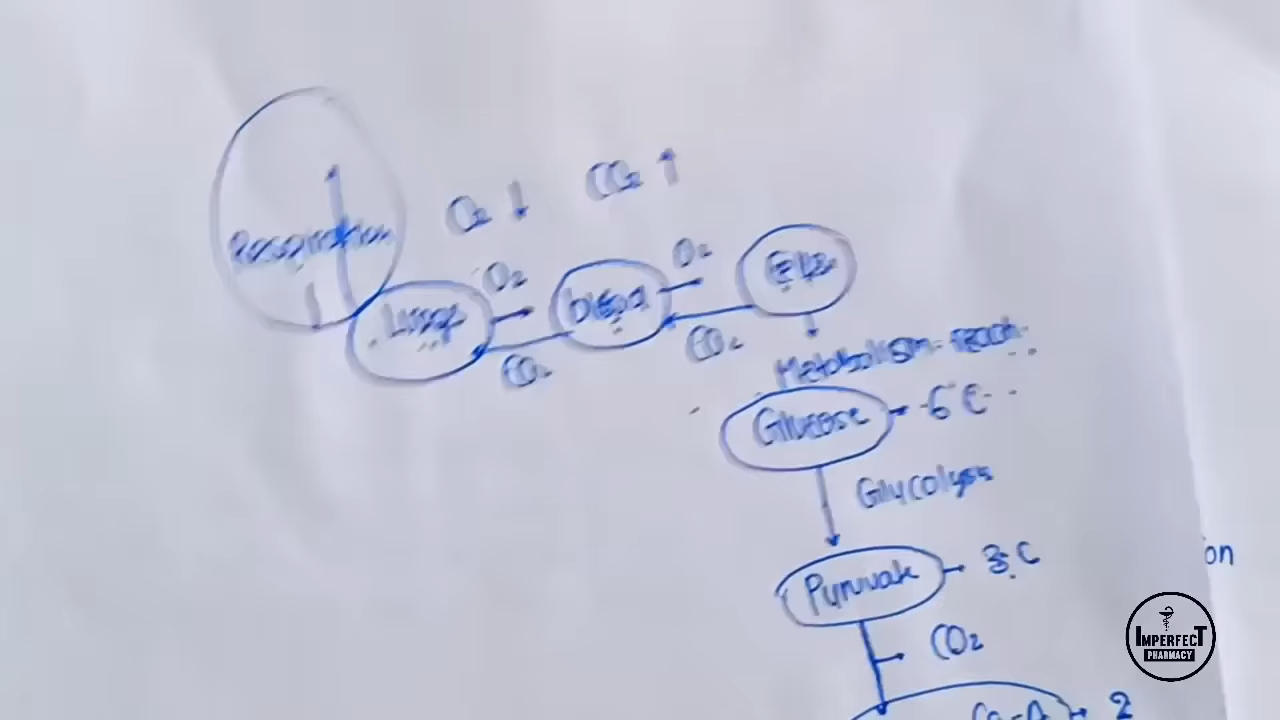 O2 ↓ CO2 ↑
Respiration
Lungs
O2
CO2
blood
O2
CO2
Metabolism
Glucose → 6 C
Glycolysis
Pyruvate → 3 C
→ CO2
Co-A → 2
on
IMPERFECT
PHARMACY